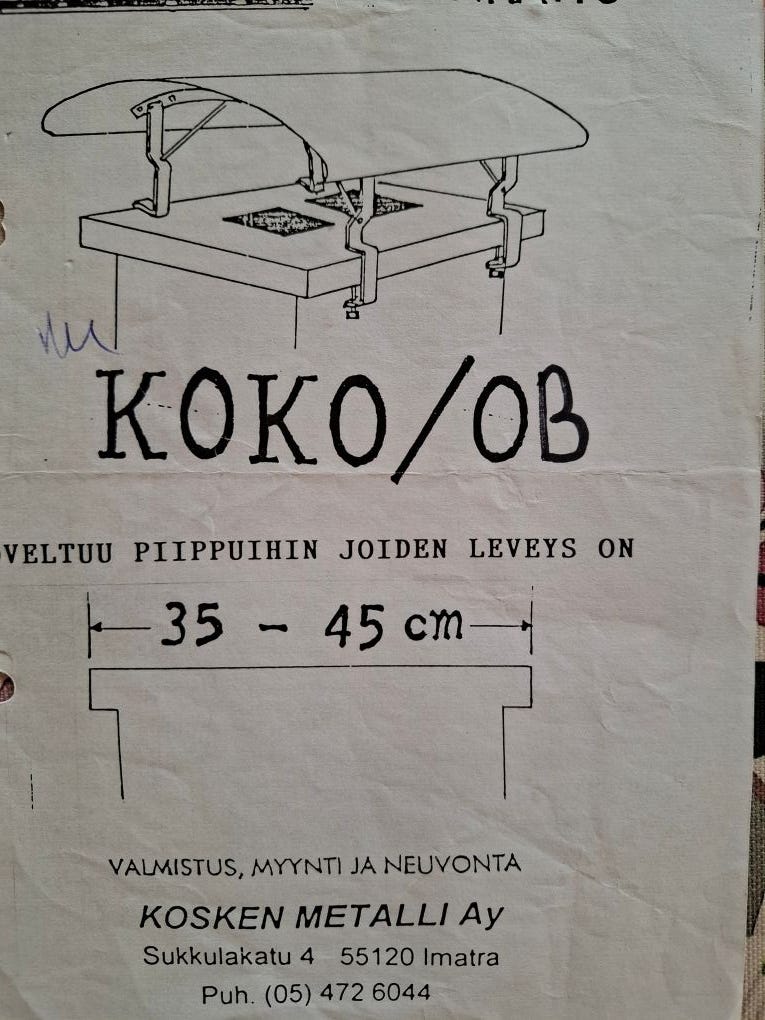 KOKO/OB
OVELTUU PIIPPUIHIN JOIDEN LEVEYS ON
35 - 45 cm
VALMISTUS, MYYNTI JA NEUVONTA
KOSKEN METALLI Ay
Sukkulakatu 4 55120 Imatra
Puh. (05) 472 6044